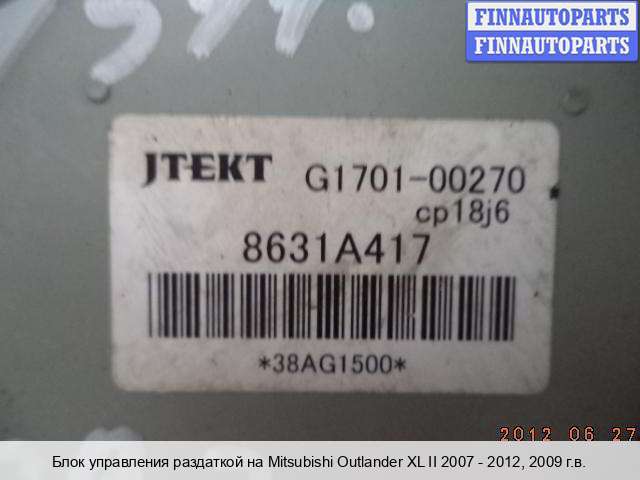 FINNAUTOPARTS
FINNAUTOPARTS
JTEKT G1701-00270
cp18j6
8631A417
*38AG1500*
2012 06 27
Блок управления раздаткой на Mitsubishi Outlander XL II 2007 - 2012, 2009 г.в.